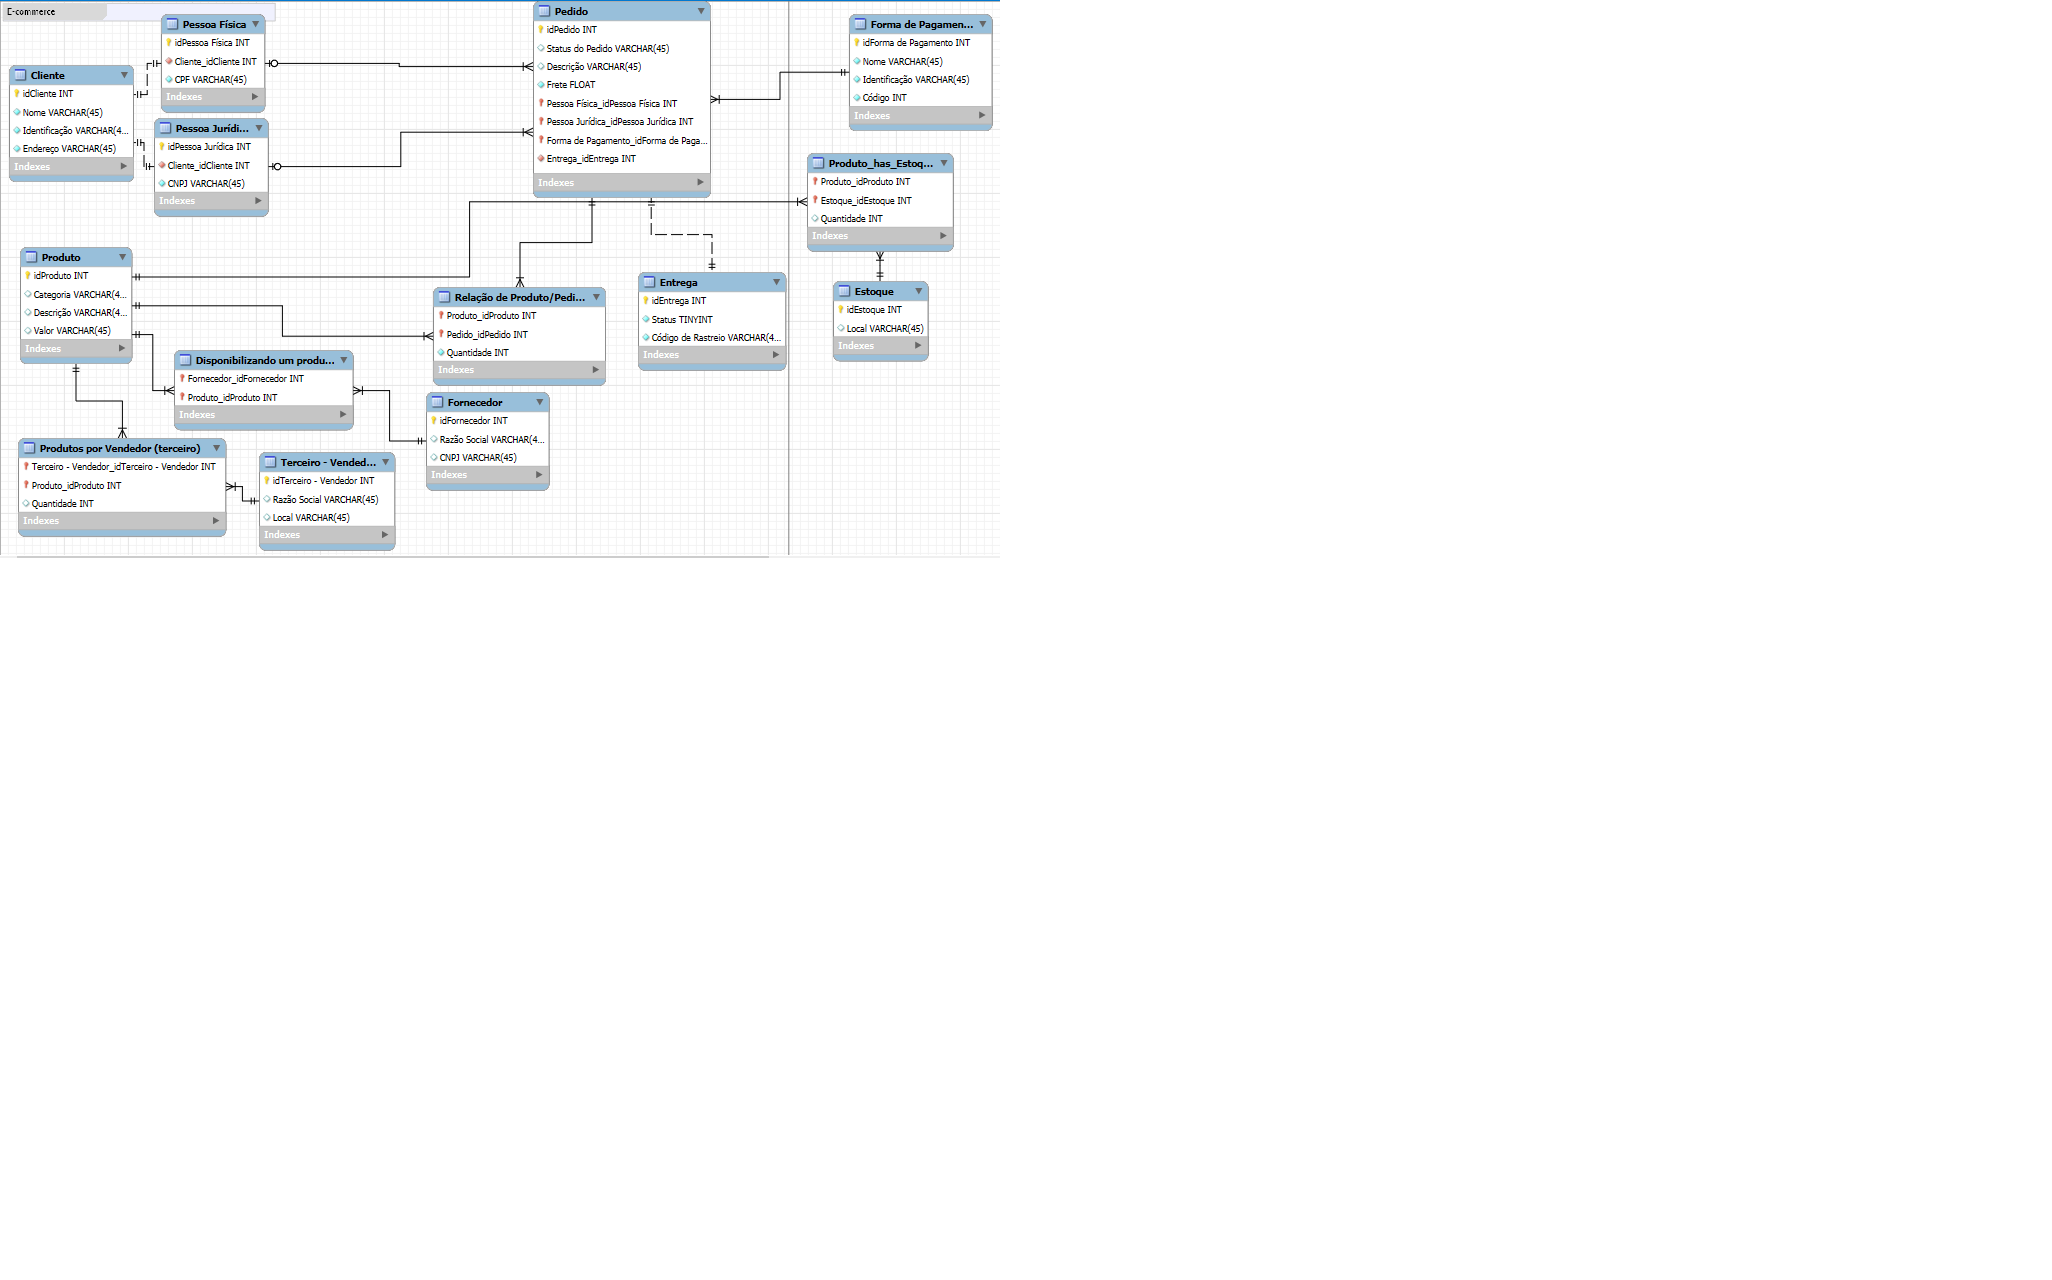 E-commerce
Pessoa Física
idPessoa Física INT
Cliente_idCliente INT
CPF VARCHAR(45)
Indexes
Cliente
idCliente INT
Nome VARCHAR(45)
Identificação VARCHAR(4...
Endereço VARCHAR(45)
Indexes
Pessoa Jurídi...
idPessoa Jurídica INT
Cliente_idCliente INT
CNPJ VARCHAR(45)
Indexes
Pedido
idPedido INT
Status do Pedido VARCHAR(45)
Descrição VARCHAR(45)
Frete FLOAT
Pessoa Física_idPessoa Física INT
Pessoa Jurídica_idPessoa Jurídica INT
Forma de Pagamento_idForma de Paga...
Entrega_idEntrega INT
Indexes
Forma de Pagamen...
idForma de Pagamento INT
Nome VARCHAR(45)
Identificação VARCHAR(45)
Código INT
Indexes
Produto_has_Estoq...
Produto_idProduto INT
Estoque_idEstoque INT
Quantidade INT
Indexes
Produto
idProduto INT
Categoria VARCHAR(4...
Descrição VARCHAR(4...
Valor VARCHAR(45)
Indexes
Relação de Produto/Pedi...
Produto_idProduto INT
Pedido_idPedido INT
Quantidade INT
Indexes
Entrega
idEntrega INT
Status TINYINT
Código de Rastreio VARCHAR(4...
Indexes
Estoque
idEstoque INT
Local VARCHAR(45)
Indexes
Disponibilizando um produ...
Fornecedor_idFornecedor INT
Produto_idProduto INT
Indexes
Fornecedor
idFornecedor INT
Razão Social VARCHAR(4...
CNPJ VARCHAR(45)
Indexes
Produtos por Vendedor (terceiro)
Terceiro - Vendedor_idTerceiro - Vendedor INT
Produto_idProduto INT
Quantidade INT
Indexes
Terceiro - Vended...
idTerceiro - Vendedor INT
Razão Social VARCHAR(45)
Local VARCHAR(45)
Indexes